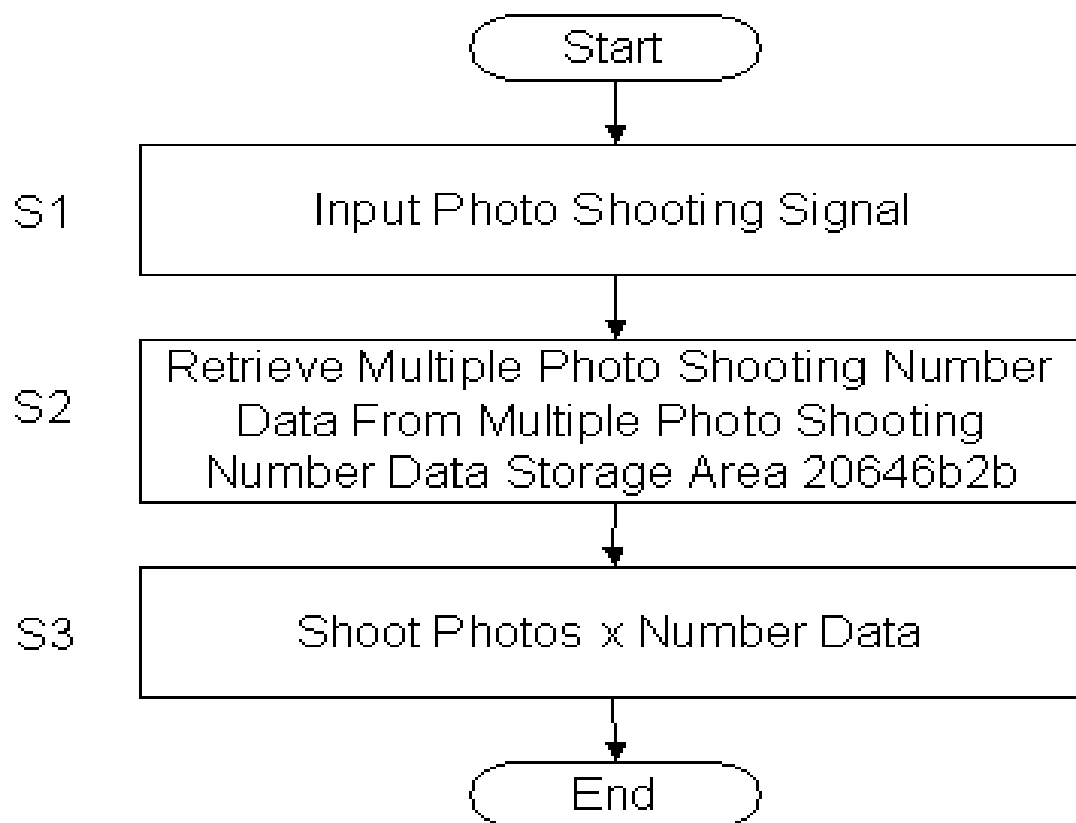 Start
S1
Input Photo Shooting Signal
S2
Retrieve Multiple Photo Shooting Number
Data From Multiple Photo Shooting
Number Data Storage Area 20646b2b
S3
Shoot Photos x Number Data
End